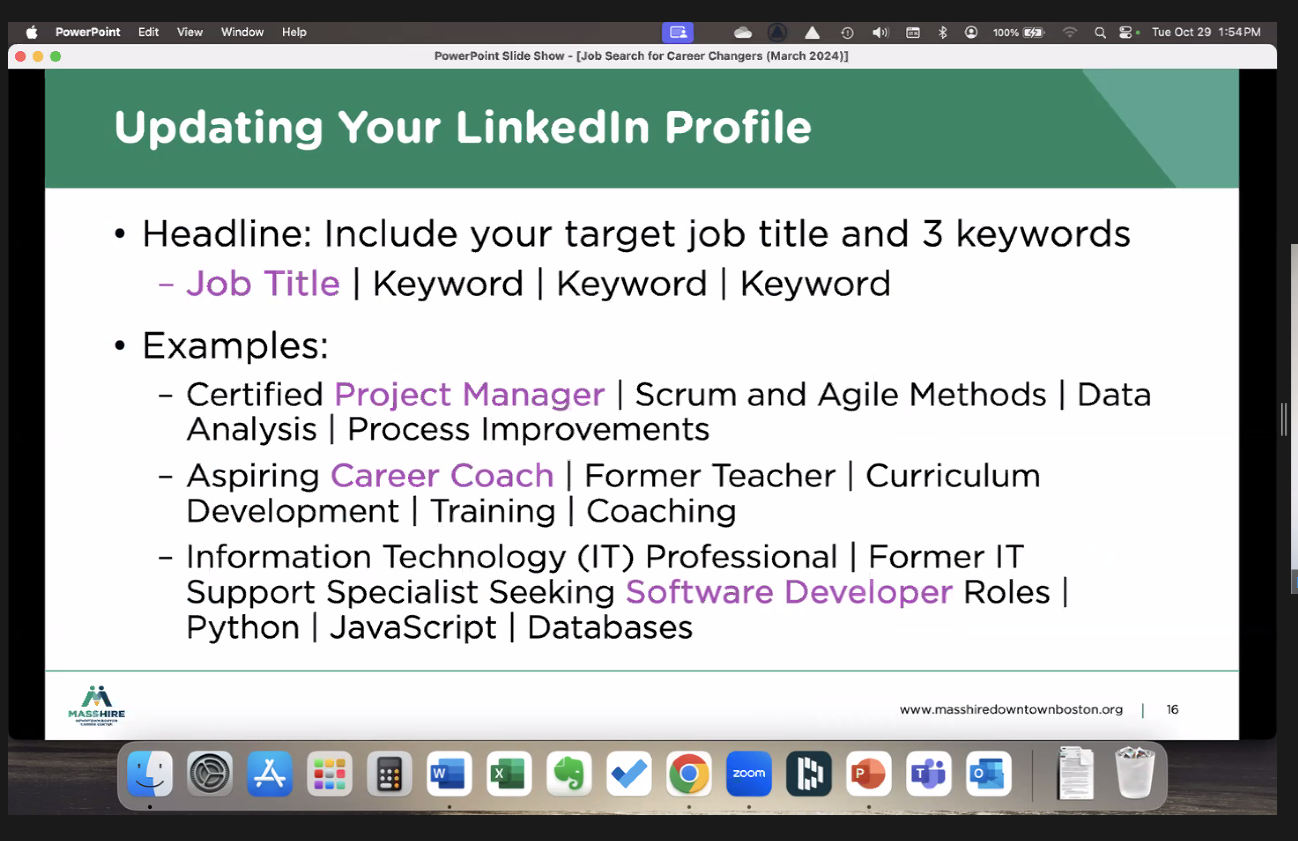 PowerPoint Edit View Window Help 100% Tue Oct 29 1:54 PM
PowerPoint Slide Show - [Job Search for Career Changers (March 2024)]
Updating Your LinkedIn Profile
• Headline: Include your target job title and 3 keywords
– Job Title | Keyword | Keyword | Keyword
• Examples:
– Certified Project Manager | Scrum and Agile Methods | Data
Analysis | Process Improvements
– Aspiring Career Coach | Former Teacher | Curriculum
Development | Training | Coaching
– Information Technology (IT) Professional | Former IT
Support Specialist Seeking Software Developer Roles |
Python | JavaScript | Databases
MASSHIRE
DOWNTOWN BOSTON
CAREER CENTER
www.masshiredowntownboston.org | 16
W X zoom P T O